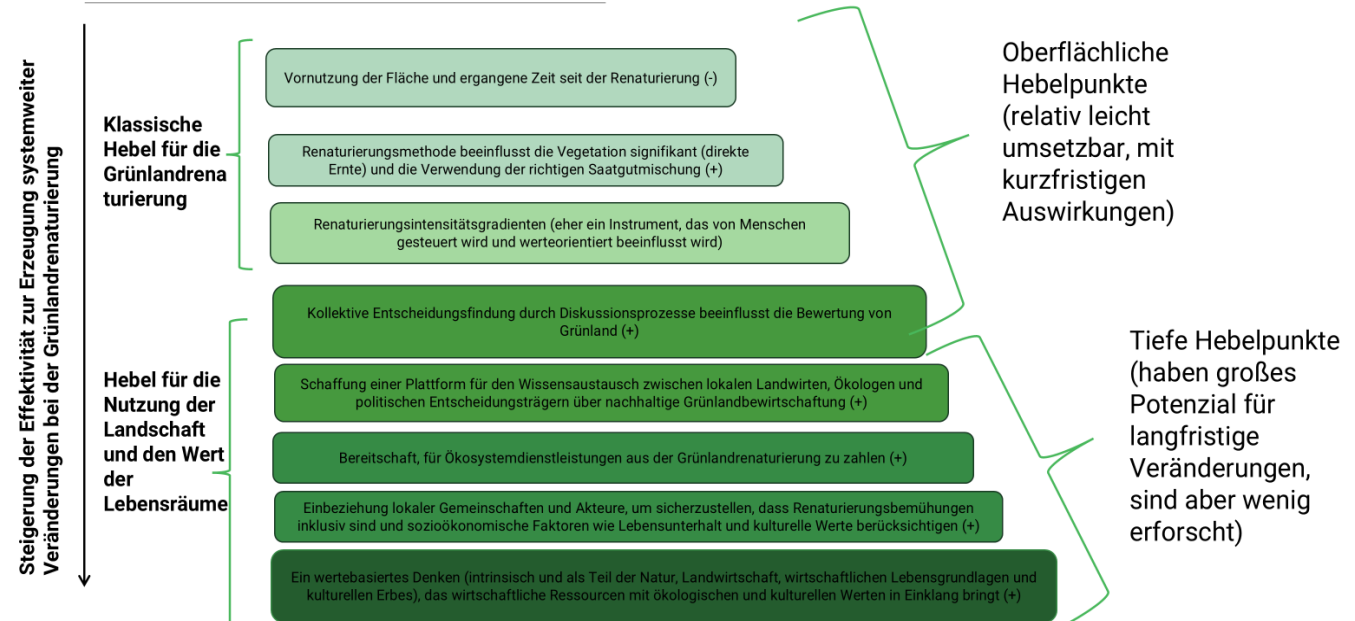 Steigerung der Effektivität zur Erzeugung systemweiter
Veränderungen bei der Grünlandrenaturierung
Klassische
Hebel für die
Grünlandrena
turierung
Vornutzung der Fläche und ergangene Zeit seit der Renaturierung (-)
Renaturierungsmethode beeinflusst die Vegetation signifikant (direkte
Ernte) und die Verwendung der richtigen Saatgutmischung (+)
Renaturierungsintensitätsgradienten (eher ein Instrument, das von Menschen
gesteuert wird und werteorientiert beeinflusst wird)
Oberflächliche
Hebelpunkte
(relativ leicht
umsetzbar, mit
kurzfristigen
Auswirkungen)
Hebel für die
Nutzung der
Landschaft
und den Wert
der
Lebensräume
Kollektive Entscheidungsfindung durch Diskussionsprozesse beeinflusst die Bewertung von
Grünland (+)
Schaffung einer Plattform für den Wissensaustausch zwischen lokalen Landwirten, Ökologen und
politischen Entscheidungsträgern über nachhaltige Grünlandbewirtschaftung (+)
Bereitschaft, für Ökosystemdienstleistungen aus der Grünlandrenaturierung zu zahlen (+)
Einbeziehung lokaler Gemeinschaften und Akteure, um sicherzustellen, dass Renaturierungsbemühungen
inklusiv sind und sozioökonomische Faktoren wie Lebensunterhalt und kulturelle Werte berücksichtigen (+)
Ein wertebasiertes Denken (intrinsisch und als Teil der Natur, Landwirtschaft, wirtschaftlichen Lebensgrundlagen und
kulturellen Erbes), das wirtschaftliche Ressourcen mit ökologischen und kulturellen Werten in Einklang bringt (+)
Tiefe Hebelpunkte
(haben großes
Potenzial für
langfristige
Veränderungen,
sind aber wenig
erforscht)